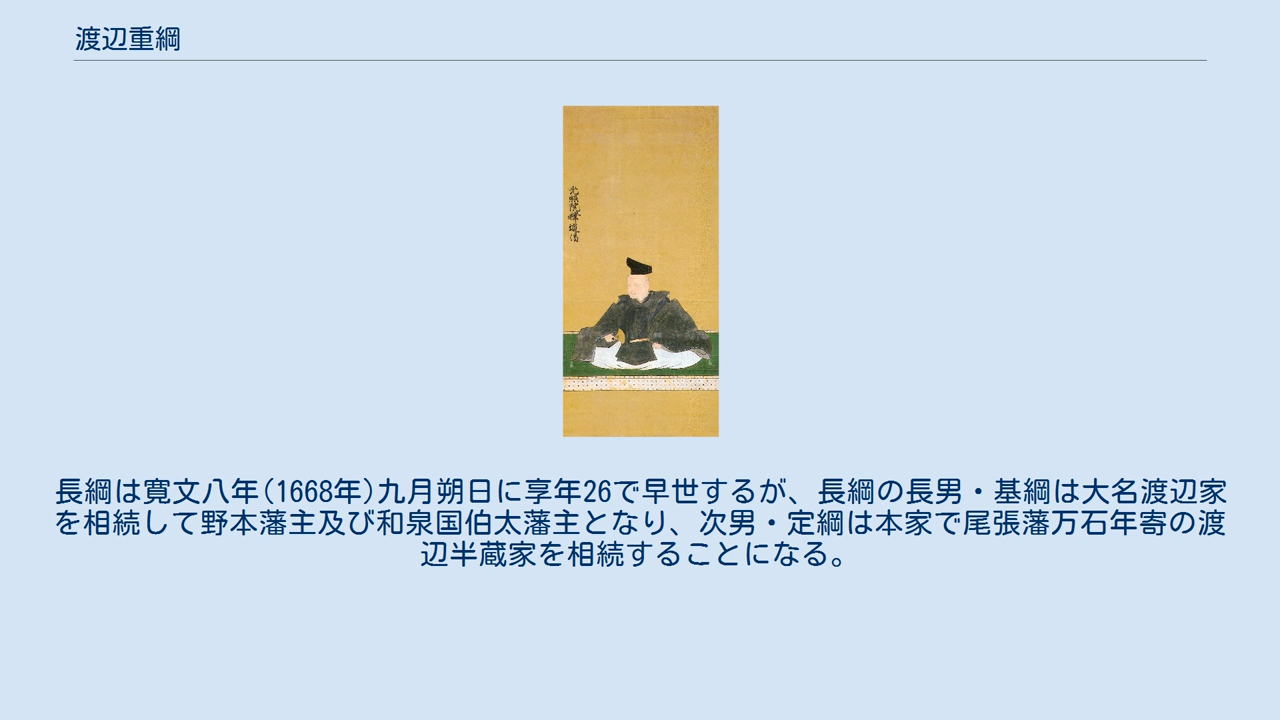 渡辺重綱
長綱は寛文八年(1668年)九月朔日に享年26で早世するが、長綱の長男・基綱は大名渡辺家
を相続して野本藩主及び和泉国伯太藩主となり、次男・定綱は本家で尾張藩万石年寄の渡
辺半蔵家を相続することになる。